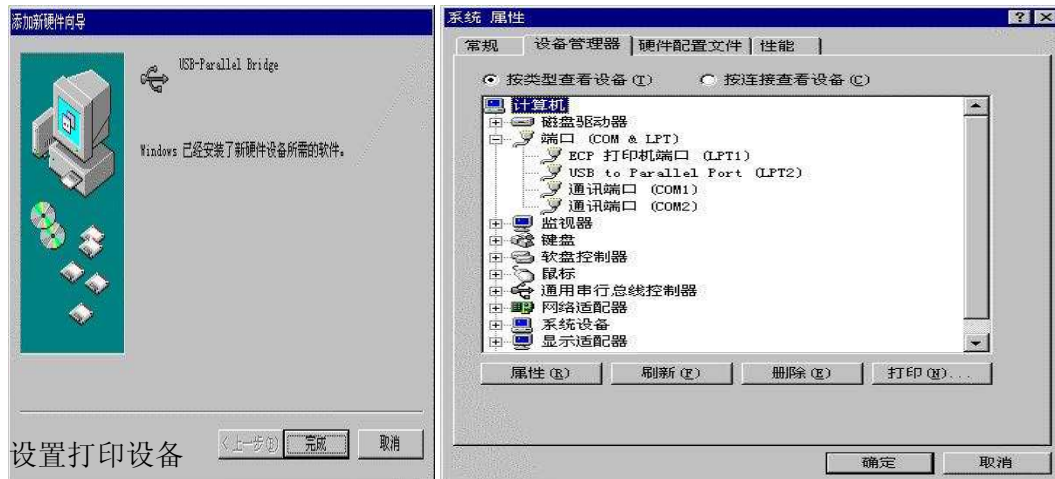 添加新硬件向导
USB-Parallel Bridge
Windows 已经安装了新硬件设备所需的软件。
<上一步(B)
完成
取消
设置打印设备
系统 属性
常规
设备管理器
硬件配置文件
性能
按类型查看设备(T)
按连接查看设备(C)
计算机
磁盘驱动器
端口 (COM & LPT)
ECP 打印机端口 (LPT1)
USB to Parallel Port (LPT2)
通讯端口 (COM1)
通讯端口 (COM2)
监视器
键盘
软盘控制器
鼠标
通用串行总线控制器
网络适配器
系统设备
显示适配器
属性(R)
刷新(F)
删除(E)
打印(N)...
确定
取消